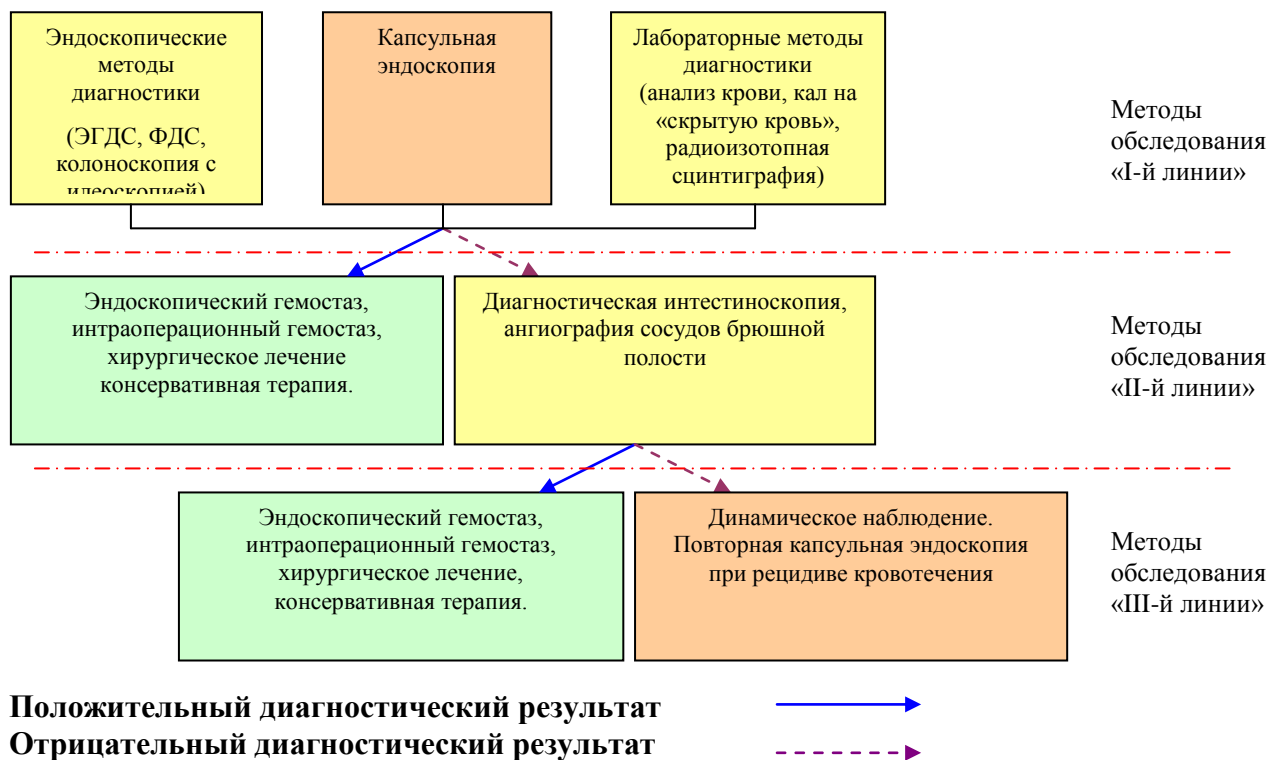 Эндоскопические
методы
диагностики
(ЭГДС, ФДС,
колоноскопия с
илеоскопией)
Капсульная
эндоскопия
Лабораторные методы
диагностики
(анализ крови, кал на
«скрытую кровь»,
радиоизотопная
сцинтиграфия)
Методы
обследования
«I-й линии»
Эндоскопический гемостаз,
интраоперационный гемостаз,
хирургическое лечение
консервативная терапия.
Диагностическая интестиноскопия,
ангиография сосудов брюшной
полости
Методы
обследования
«II-й линии»
Эндоскопический гемостаз,
интраоперационный гемостаз,
хирургическое лечение,
консервативная терапия.
Динамическое наблюдение.
Повторная капсульная эндоскопия
при рецидиве кровотечения
Методы
обследования
«III-й линии»
Положительный диагностический результат
Отрицательный диагностический результат